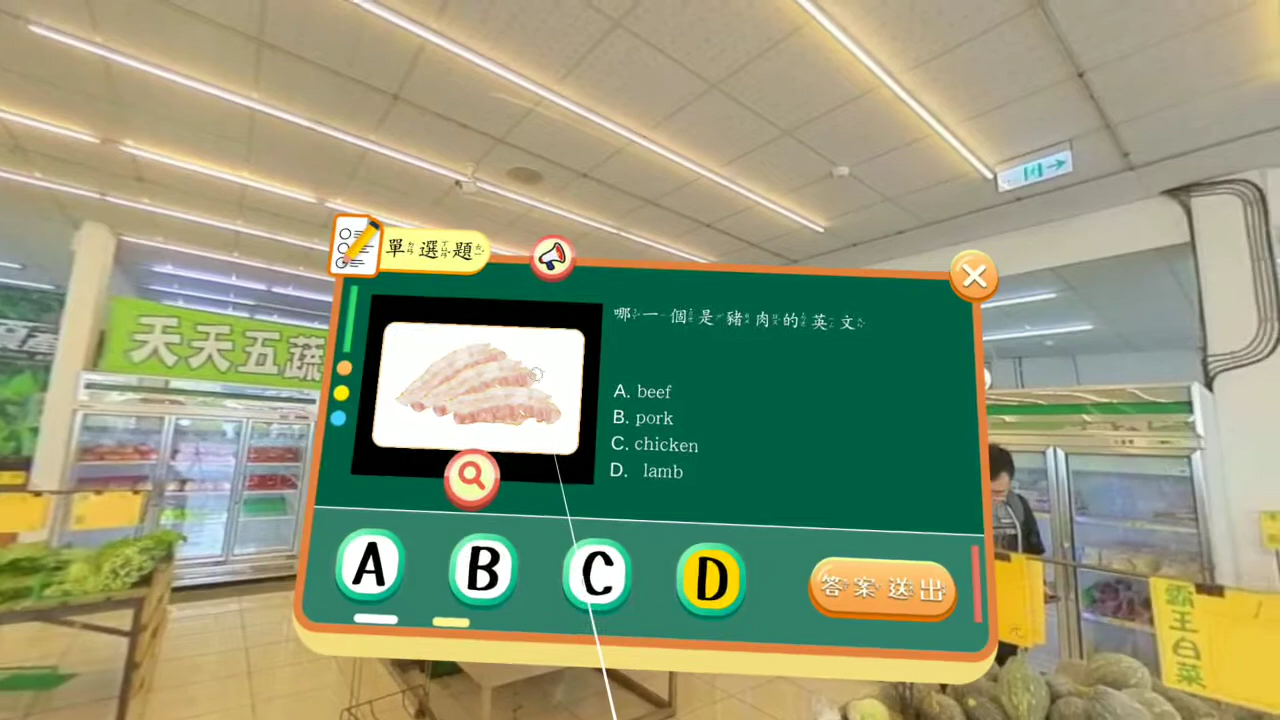 單選題
哪一個是豬肉的英文
A. beef
B. pork
C. chicken
D. lamb
A B C D
答案送出
天天五蔬
霸王白菜
元